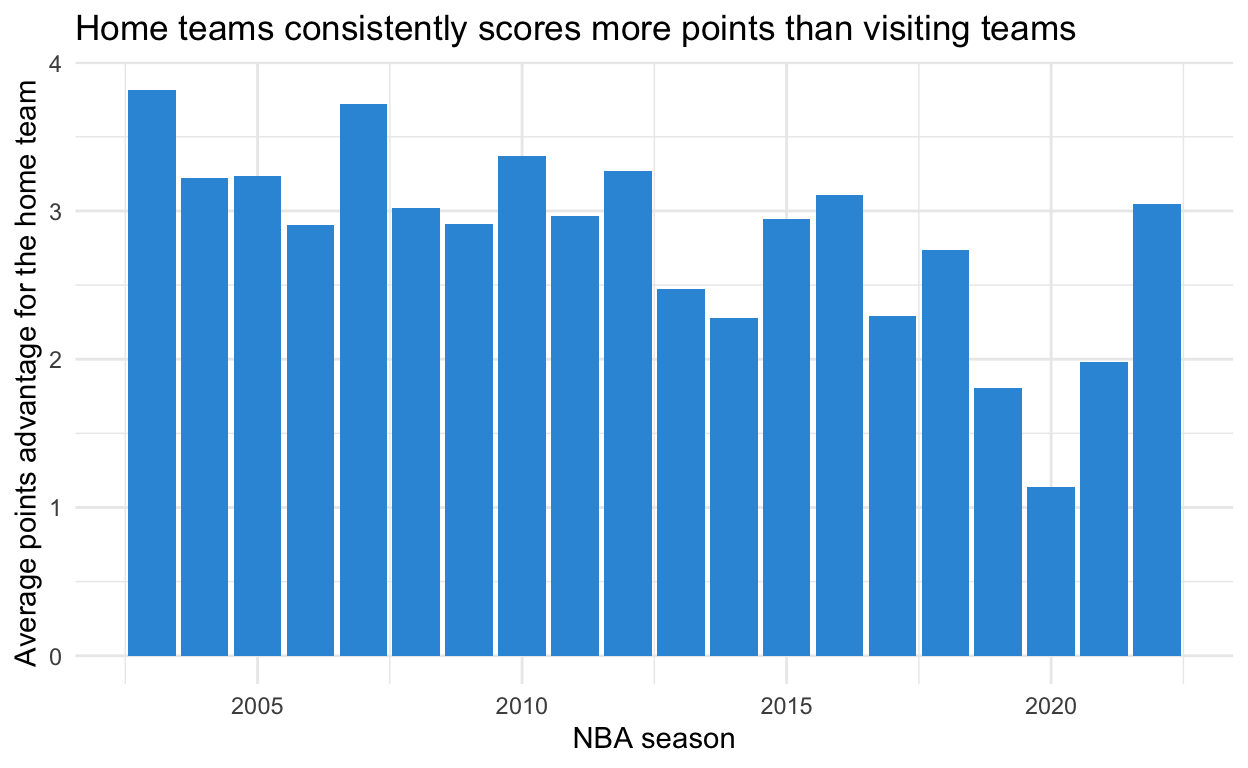 Home teams consistently scores more points than visiting teams
Average points advantage for the home team
4
3
2
1
0
2005 2010 2015 2020
NBA season